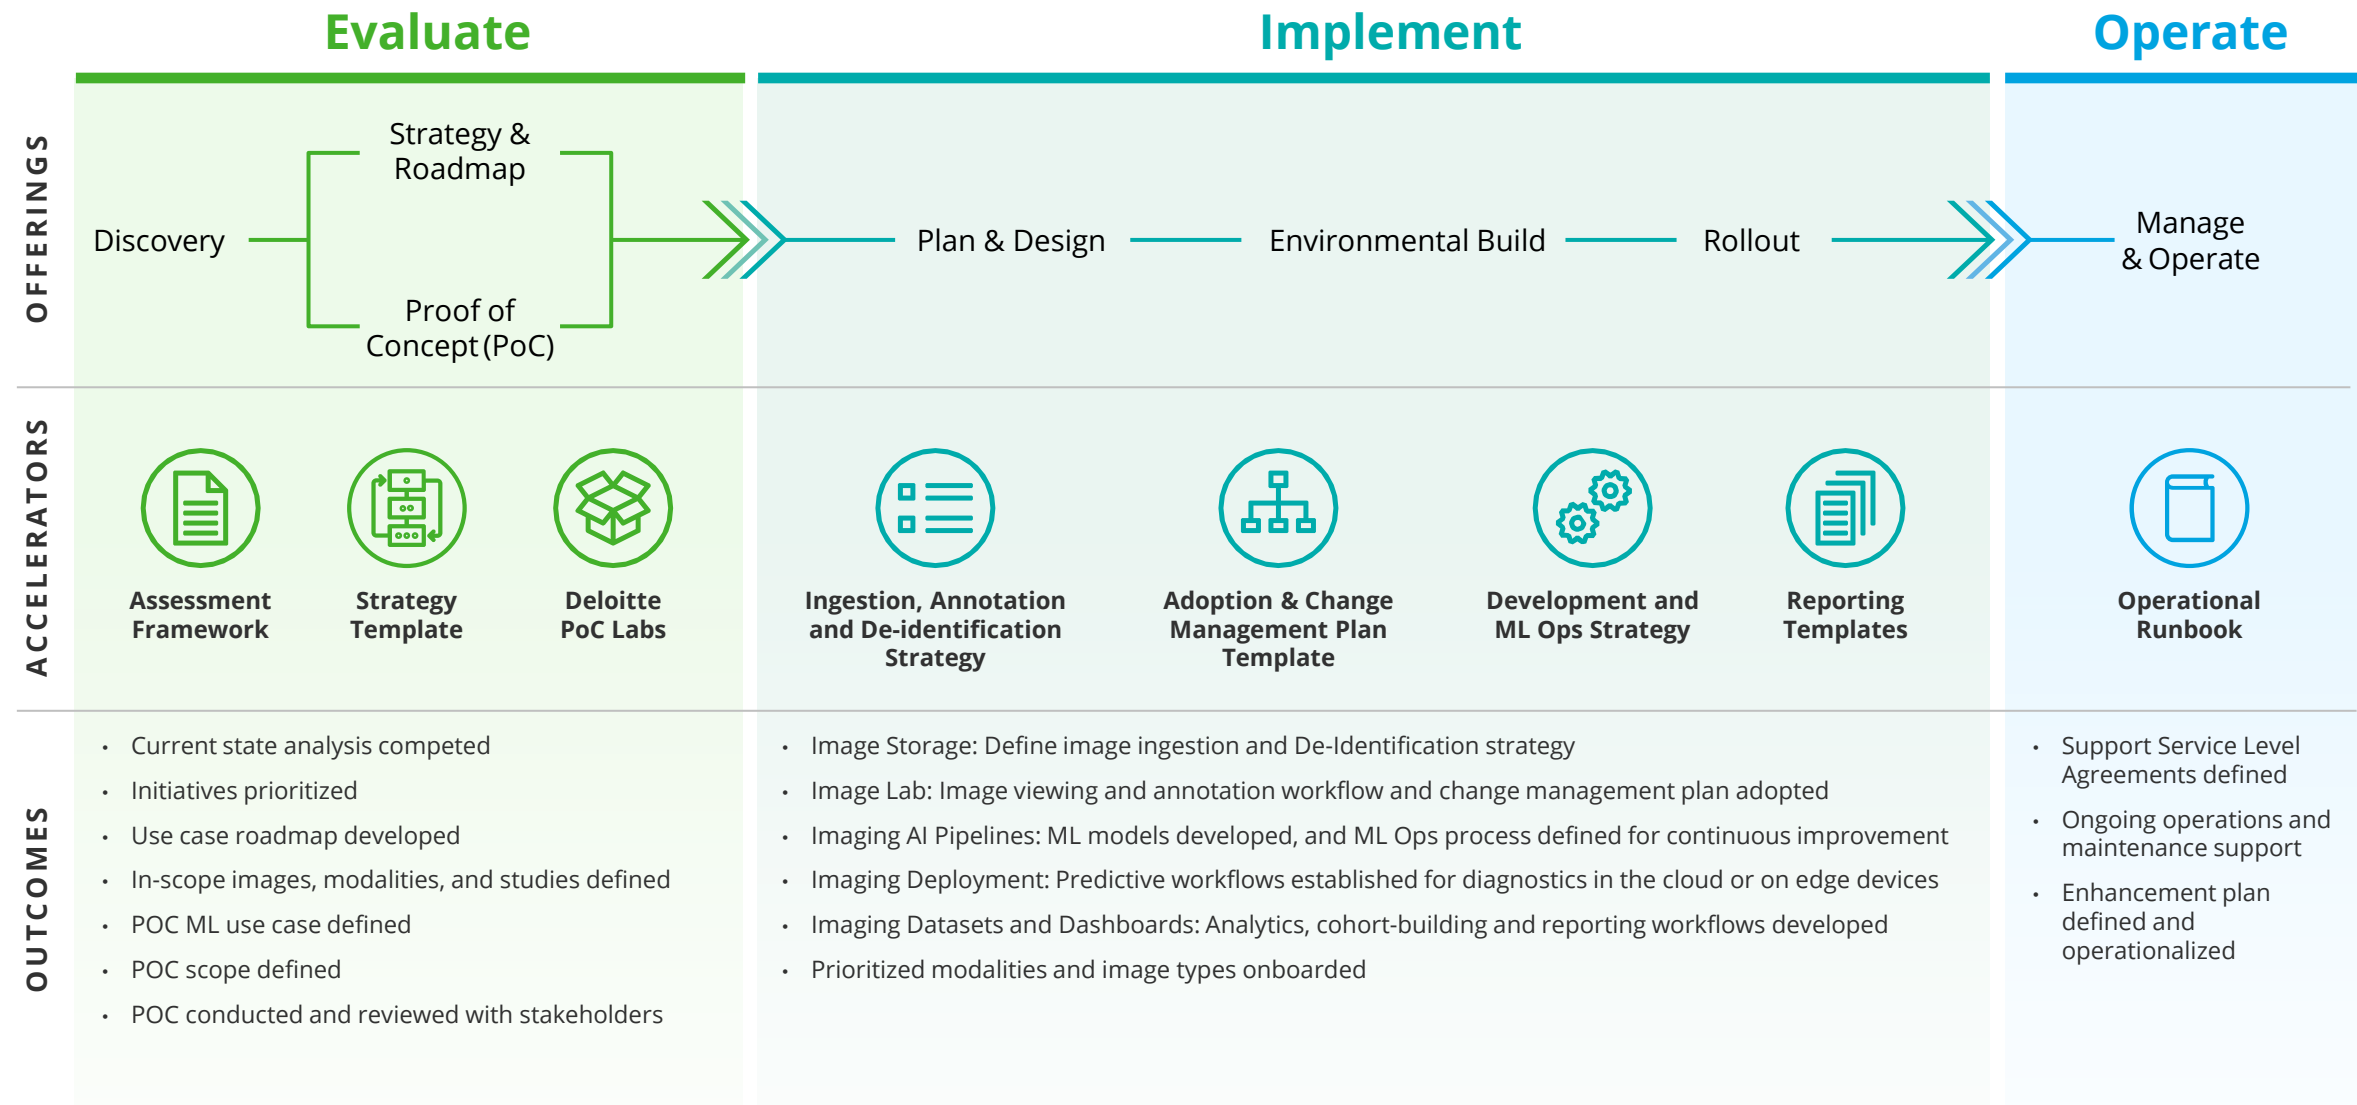 Evaluate
Implement
Operate
OFFERINGS
Discovery
Strategy &
Roadmap
Proof of
Concept (PoC)
Plan & Design
Environmental Build
Rollout
Manage
& Operate
ACCELERATORS
Assessment
Framework
Strategy
Template
Deloitte
PoC Labs
Ingestion, Annotation
and De-identification
Strategy
Adoption & Change
Management Plan
Template
Development and
ML Ops Strategy
Reporting
Templates
Operational
Runbook
OUTCOMES
• Current state analysis competed
• Initiatives prioritized
• Use case roadmap developed
• In-scope images, modalities, and studies defined
• POC ML use case defined
• POC scope defined
• POC conducted and reviewed with stakeholders
• Image Storage: Define image ingestion and De-Identification strategy
• Image Lab: Image viewing and annotation workflow and change management plan adopted
• Imaging AI Pipelines: ML models developed, and ML Ops process defined for continuous improvement
• Imaging Deployment: Predictive workflows established for diagnostics in the cloud or on edge devices
• Imaging Datasets and Dashboards: Analytics, cohort-building and reporting workflows developed
• Prioritized modalities and image types onboarded
• Support Service Level
Agreements defined
• Ongoing operations and
maintenance support
• Enhancement plan
defined and
operationalized